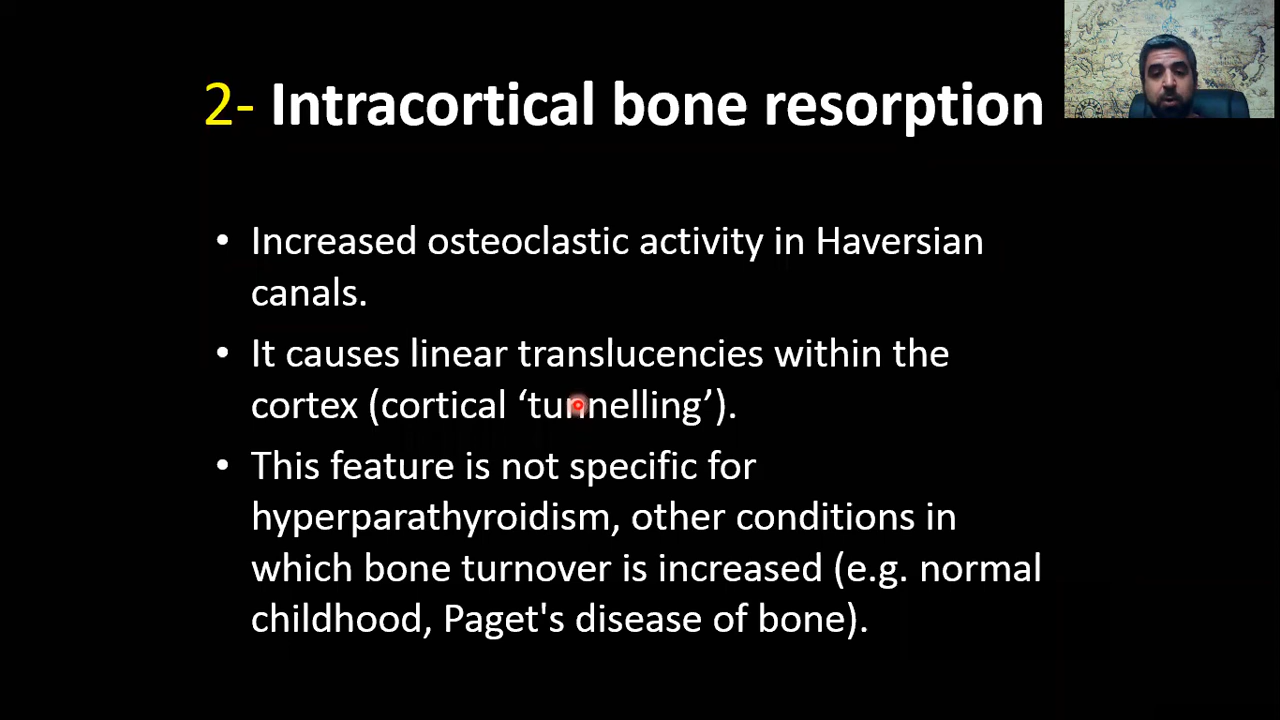 2- Intracortical bone resorption
• Increased osteoclastic activity in Haversian
canals.
• It causes linear translucencies within the
cortex (cortical ‘tunnelling’).
• This feature is not specific for
hyperparathyroidism, other conditions in
which bone turnover is increased (e.g. normal
childhood, Paget's disease of bone).